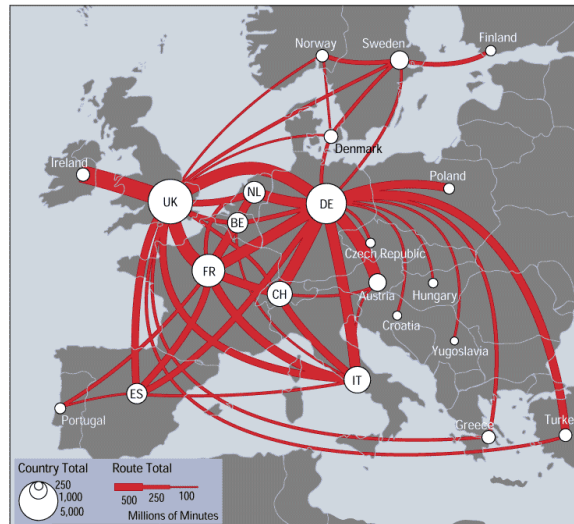 Norway
Sweden
Finland
Denmark
Ireland
UK
NL
DE
Poland
BE
Czech Republic
FR
CH
Austria
Hungary
Croatia
Yugoslavia
IT
ES
Portugal
Greece
Turke
Country Total
250
1,000
5,000
Route Total
500 250 100
Millions of Minutes